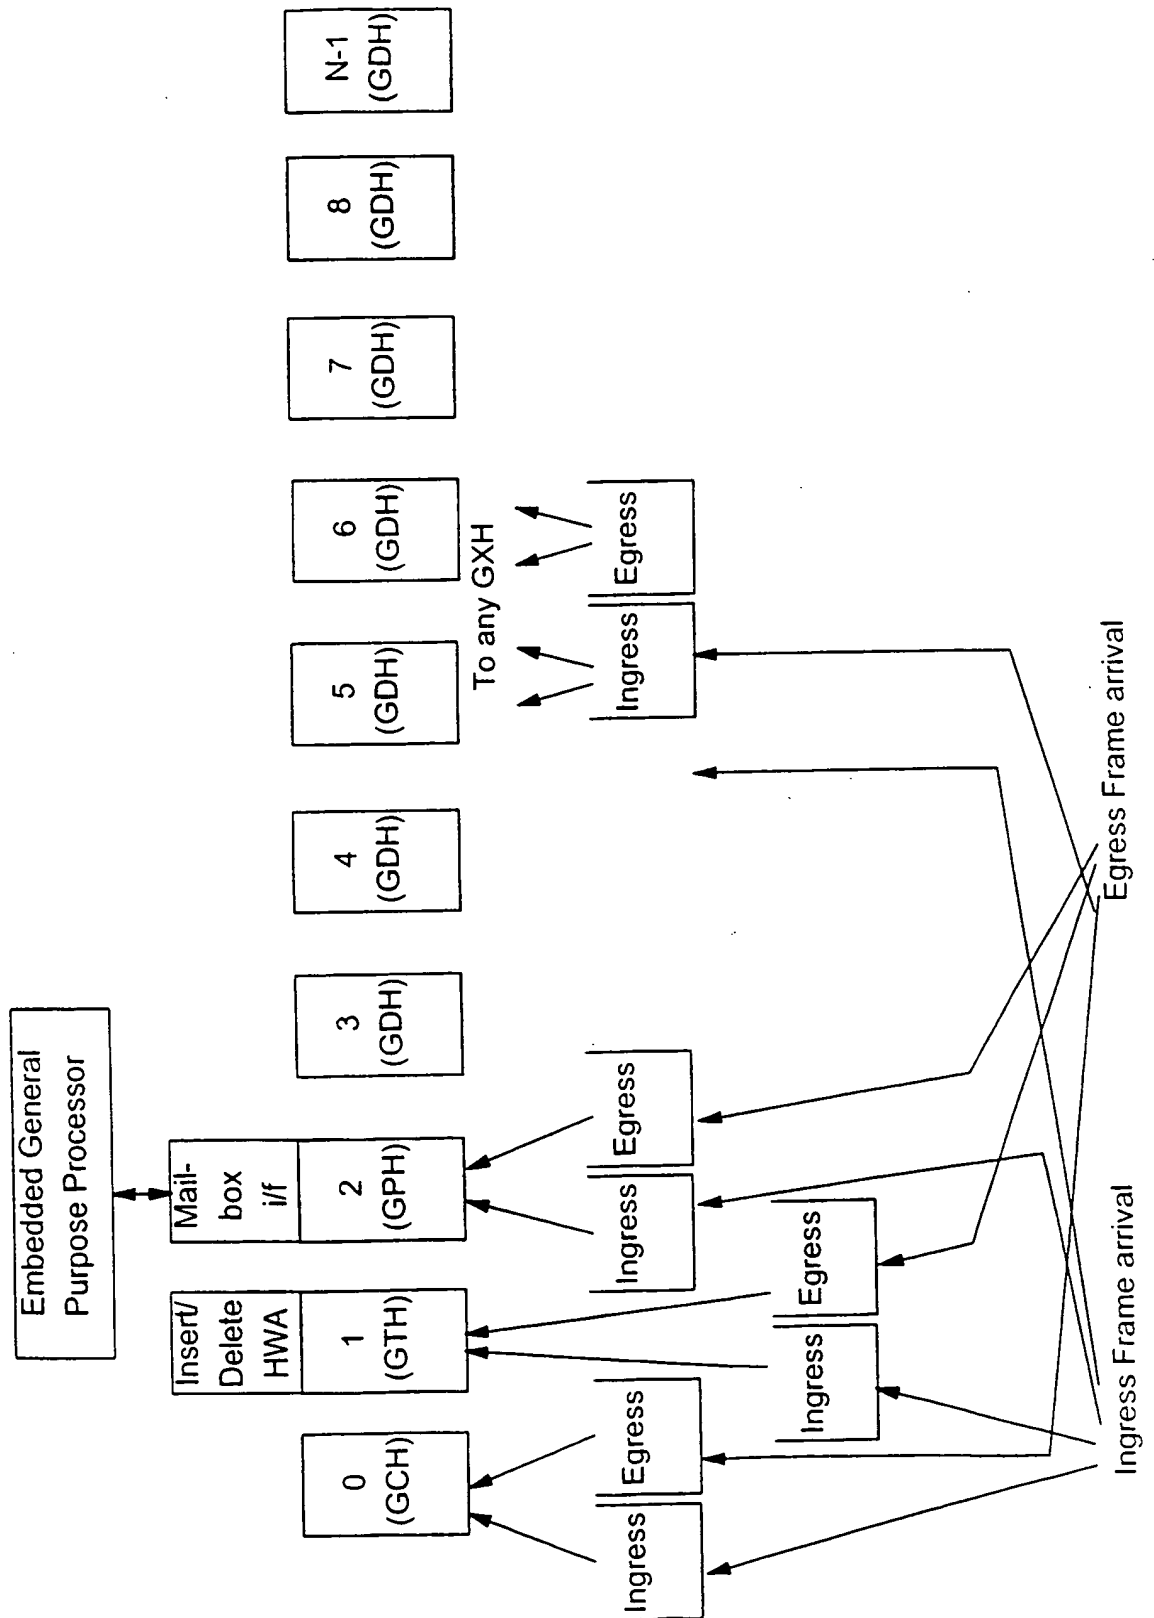 Embedded General
Purpose Processor
Insert/
Delete
HWA
Mail-
box
i/f
0
(GCH)
1
(GTH)
2
(GPH)
3
(GDH)
4
(GDH)
5
(GDH)
6
(GDH)
7
(GDH)
8
(GDH)
N-1
(GDH)
To any GXH
Ingress
Egress
Ingress
Egress
Ingress
Egress
Ingress
Egress
Ingress Frame arrival
Egress Frame arrival